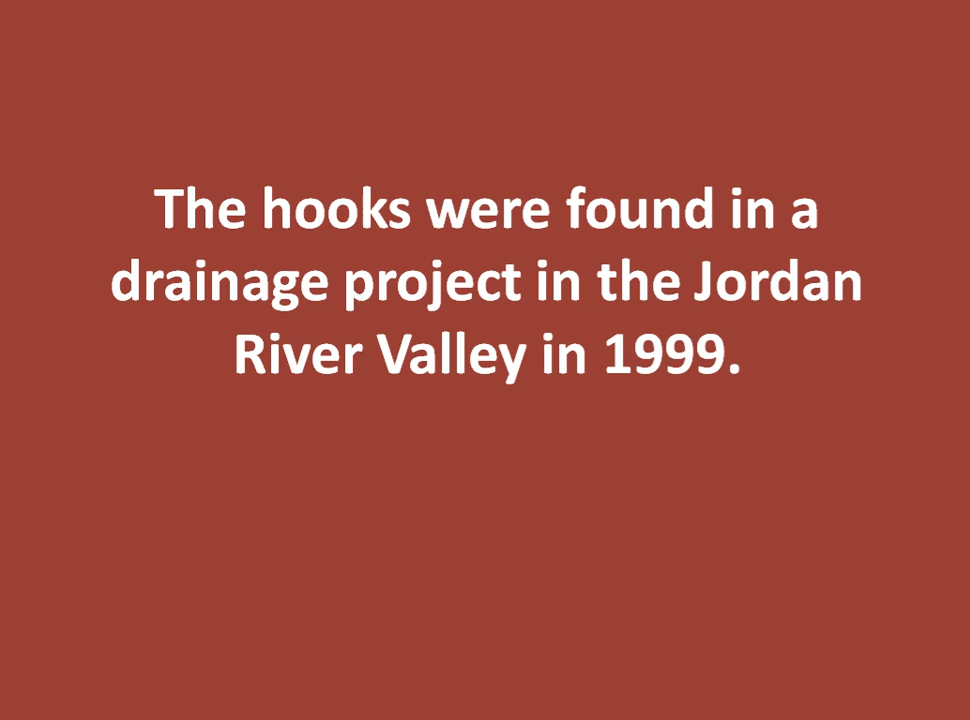 The hooks were found in a
drainage project in the Jordan
River Valley in 1999.